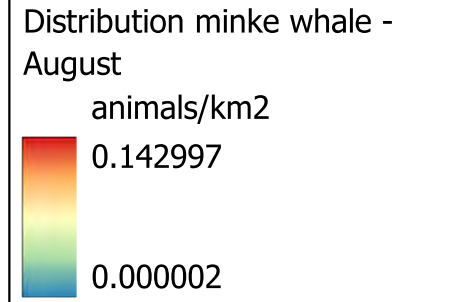 Distribution minke whale -
August
animals/km2
0.142997
0.000002